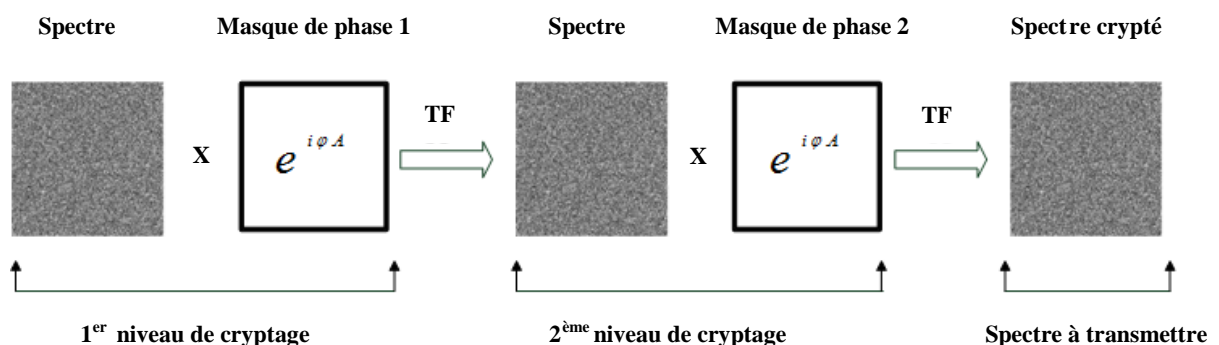 Spectre Masque de phase 1 Spectre Masque de phase 2 Spectre crypté
TF TF
X e^{iφA} X e^{iφA}
1er niveau de cryptage 2ème niveau de cryptage Spectre à transmettre